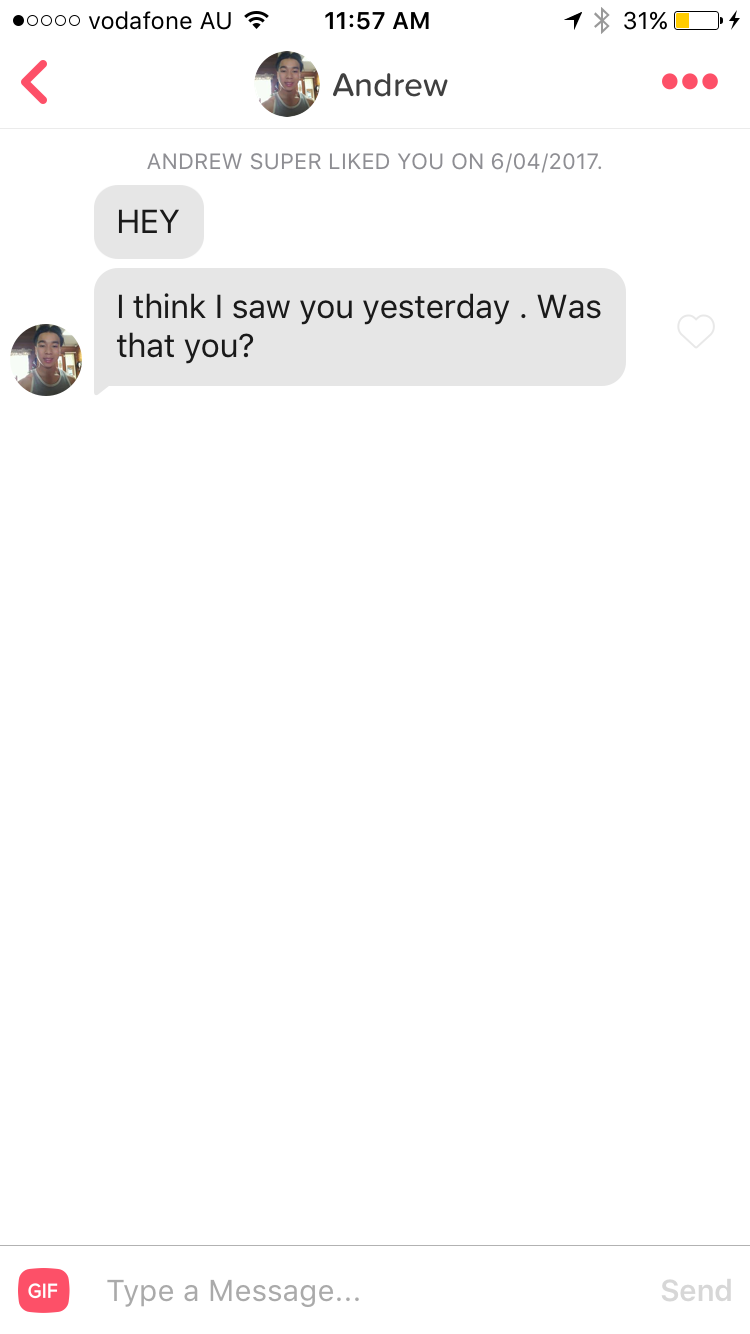 vodafone AU 11:57 AM 31%
Andrew
ANDREW SUPER LIKED YOU ON 6/04/2017.
HEY
I think I saw you yesterday . Was
that you?
GIF Type a Message... Send